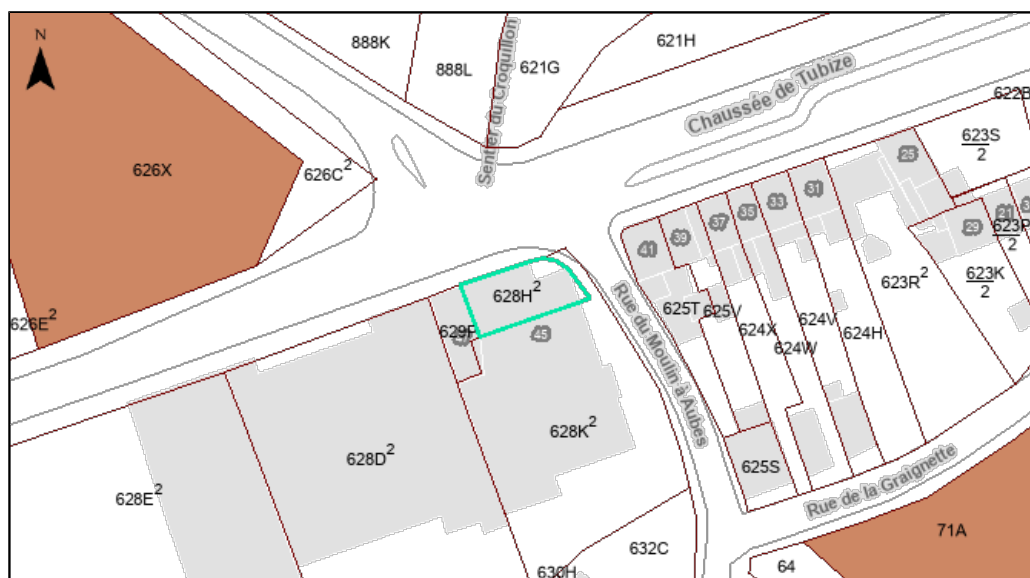 N
888K
888L
621G
621H
Sentier du Croquillon
Chaussée de Tubize
622B
623S
2
626X
626C²
25
31
33
35
37
39
41
29
21
623P
2
623K
2
623R²
626E²
628H²
629F
45
625T
625V
624X
624V
624W
624H
Rue du Moulin à Aubes
628D²
628K²
628E²
625S
Rue de la Graignette
71A
632C
630H
64